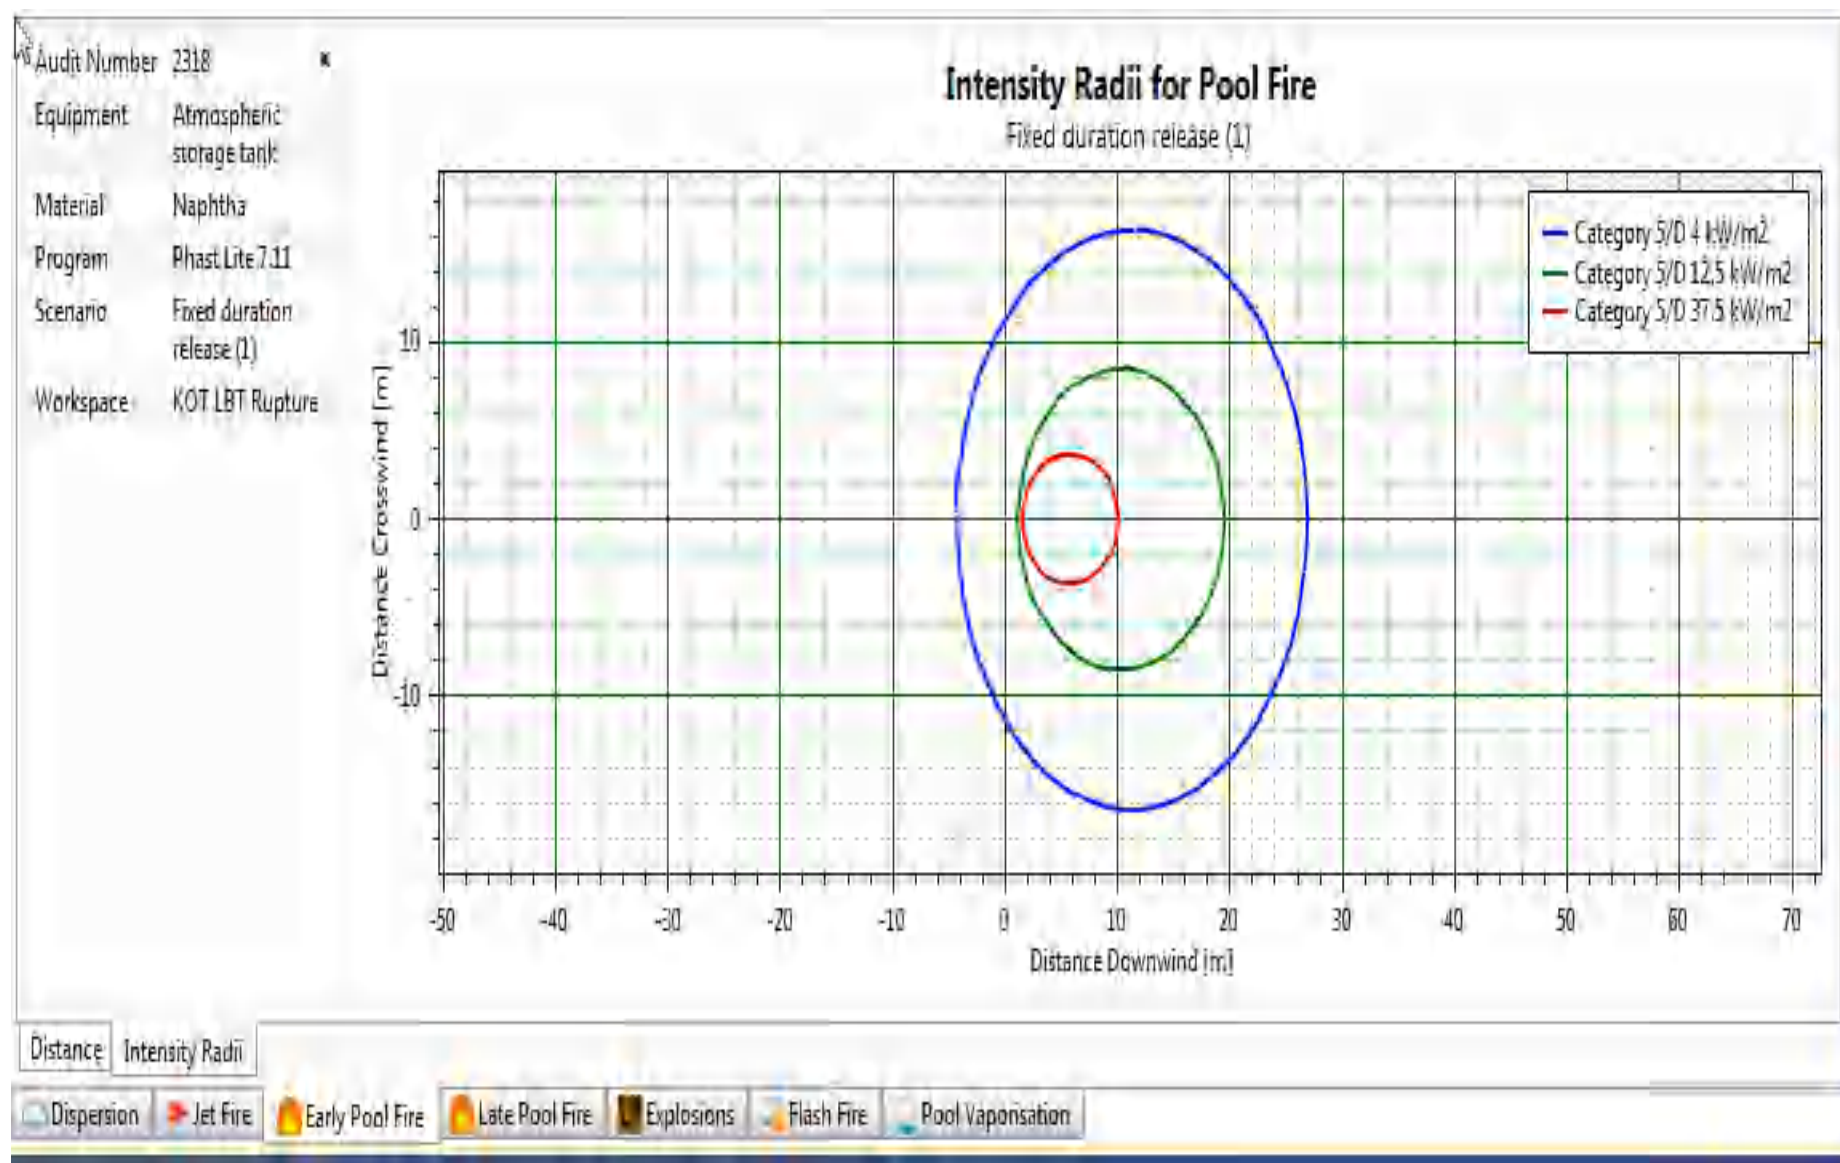 Audit Number 2318
Equipment Atmospheric
storage tank
Material Naphtha
Program Phast Lite 7.11
Scenario Fixed duration
release (1)
Workspace KOT LBT Rupture
Intensity Radii for Pool Fire
Fixed duration release (1)
Category 5/D 4 kW/m2
Category 5/D 12.5 kW/m2
Category 5/D 37.5 kW/m2
Distance Crosswind [m]
10
0
-10
-50 -40 -30 -20 -10 0 10 20 30 40 50 60 70
Distance Downwind [m]
Distance Intensity Radii
Dispersion Jet Fire Early Pool Fire Late Pool Fire Explosions Flash Fire Pool Vaporisation